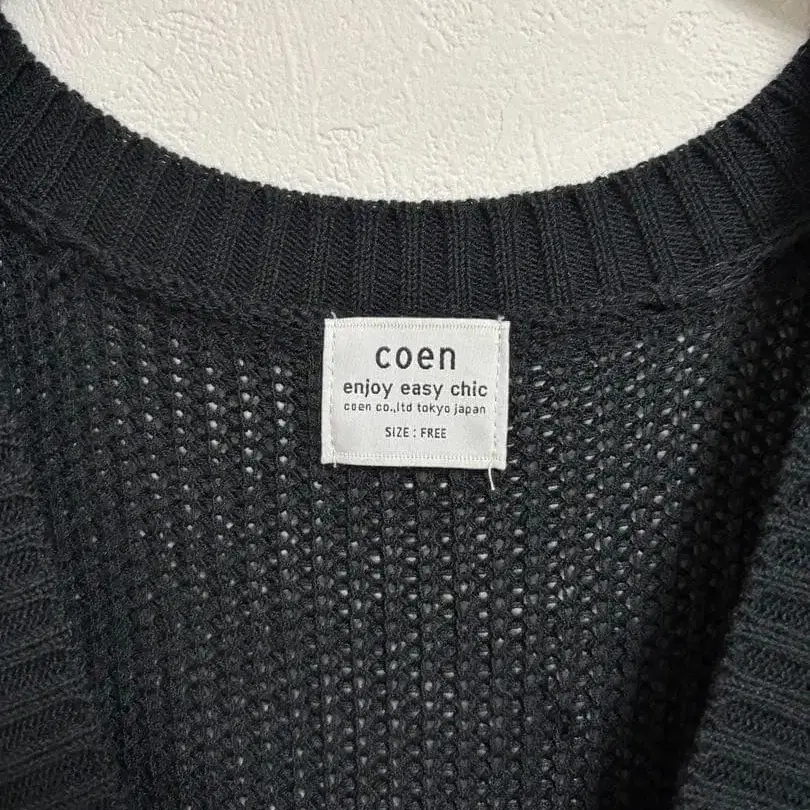 coen
enjoy easy chic
coen co.,ltd tokyo japan
SIZE : FREE